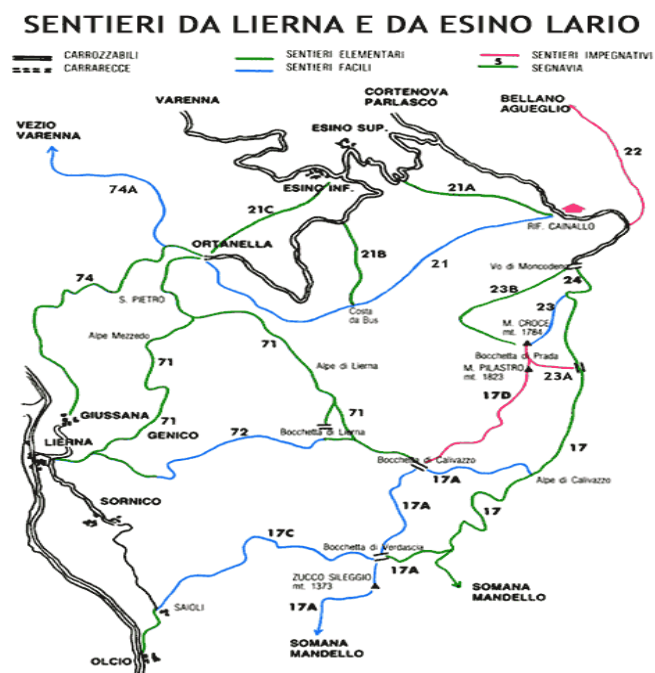 SENTIERI DA LIERNA E DA ESINO LARIO
CARROZZABILI
CARRARECCE
SENTIERI ELEMENTARI
SENTIERI FACILI
SENTIERI IMPEGNATIVI
5 SEGNAVIA
CORTENOVA
PARLASCO
VARENNA
BELLANO
AGUEGLIO
VEZIO
VARENNA
ESINO SUP.
22
74A
ESINO INF.
21A
21C
RIF. CAINALLO
ORTANELLA
21B
21
Vo di Moncodeno
74
24
S. PIETRO
23B
23
Costa
da Bus
M. CROCE
mt. 1784
Alpe Mezzedo
71
Bocchetta di Prada
71
Alpe di Lierna
M. PILASTRO
mt. 1823
23A
17D
GIUSSANA
71
71
GENICO
72
Bocchetta di Lierna
LIERNA
17
Bocchetta di Calivazzo
17A
Alpe di Calivazzo
SORNICO
17A
17
17C
Bocchetta di Verdascia
17A
ZUCCO SILEGGIO
mt. 1373
SOMANA
MANDELLO
SAIOLI
17A
SOMANA
MANDELLO
OLCIO